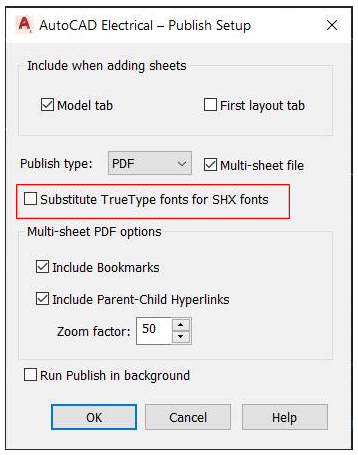 AutoCAD Electrical – Publish Setup
Include when adding sheets
Model tab
First layout tab
Publish type: PDF
Multi-sheet file
Substitute TrueType fonts for SHX fonts
Multi-sheet PDF options
Include Bookmarks
Include Parent-Child Hyperlinks
Zoom factor: 50
Run Publish in background
OK
Cancel
Help